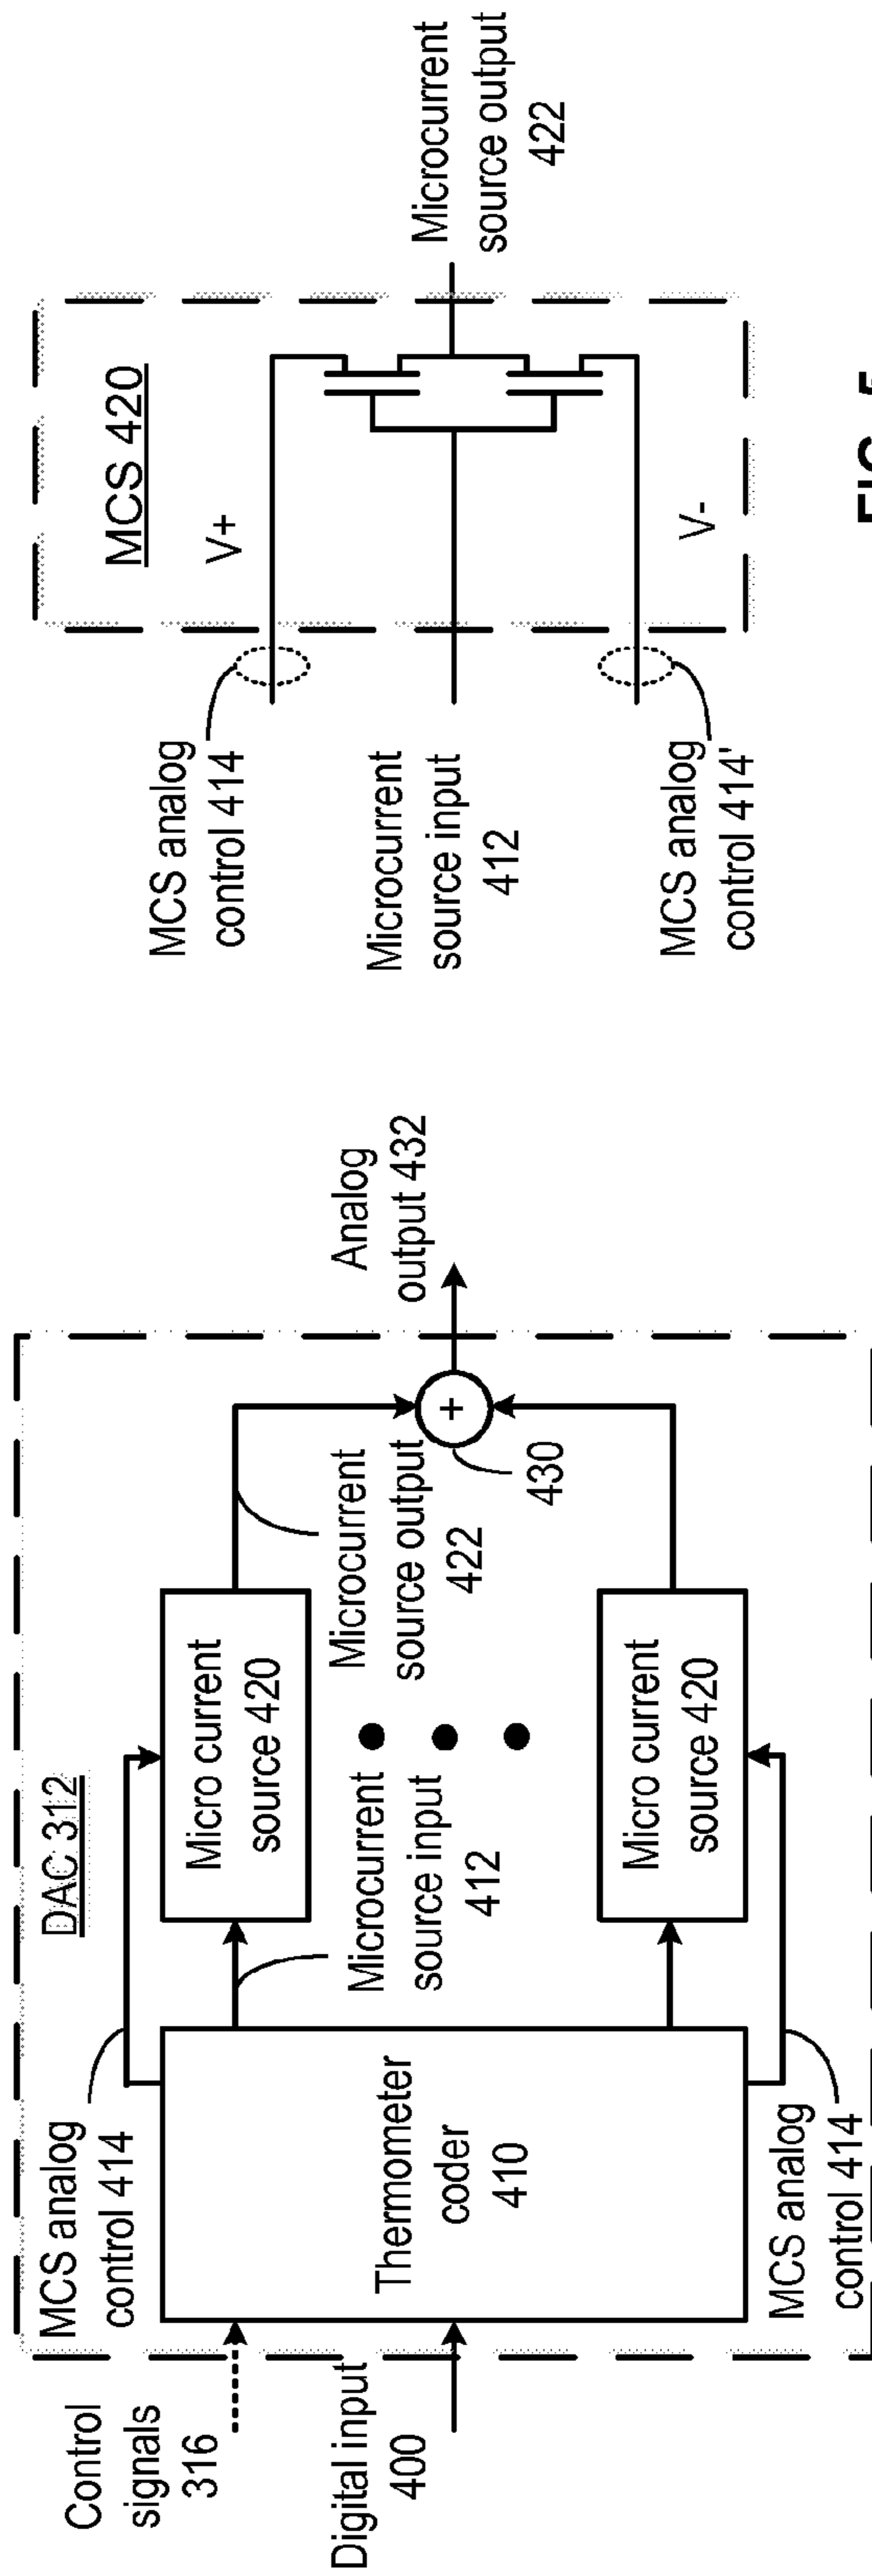 DAC 312
Control
signals
316
Digital input
400
MCS analog
control 414
Thermometer
coder
410
MCS analog
control 414
Microcurrent
source input
412
Micro current
source 420
Micro current
source 420
Microcurrent
source output
422
+
430
Analog
output 432
MCS 420
MCS analog
control 414
V+
Microcurrent
source input
412
MCS analog
control 414'
V-
Microcurrent
source output
422